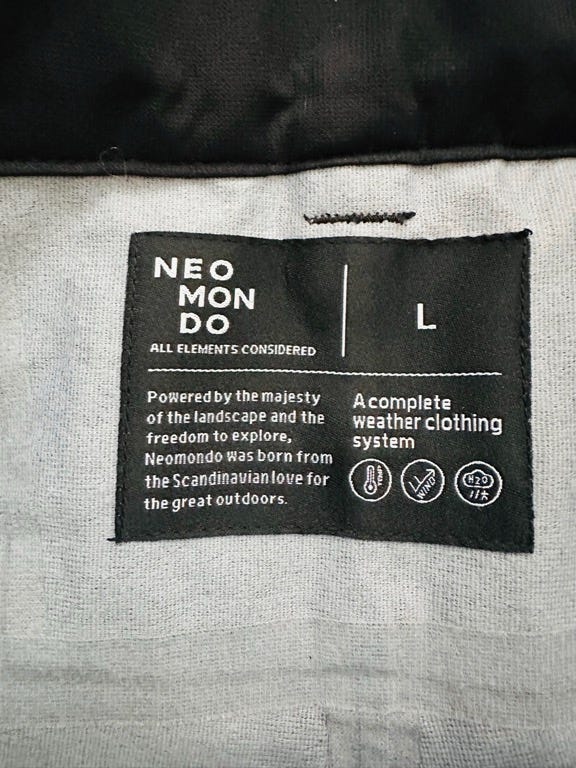 NEO
MON
DO
ALL ELEMENTS CONSIDERED
L
Powered by the majesty
of the landscape and the
freedom to explore,
Neomondo was born from
the Scandinavian love for
the great outdoors.
A complete
weather clothing
system
WIND
H2O